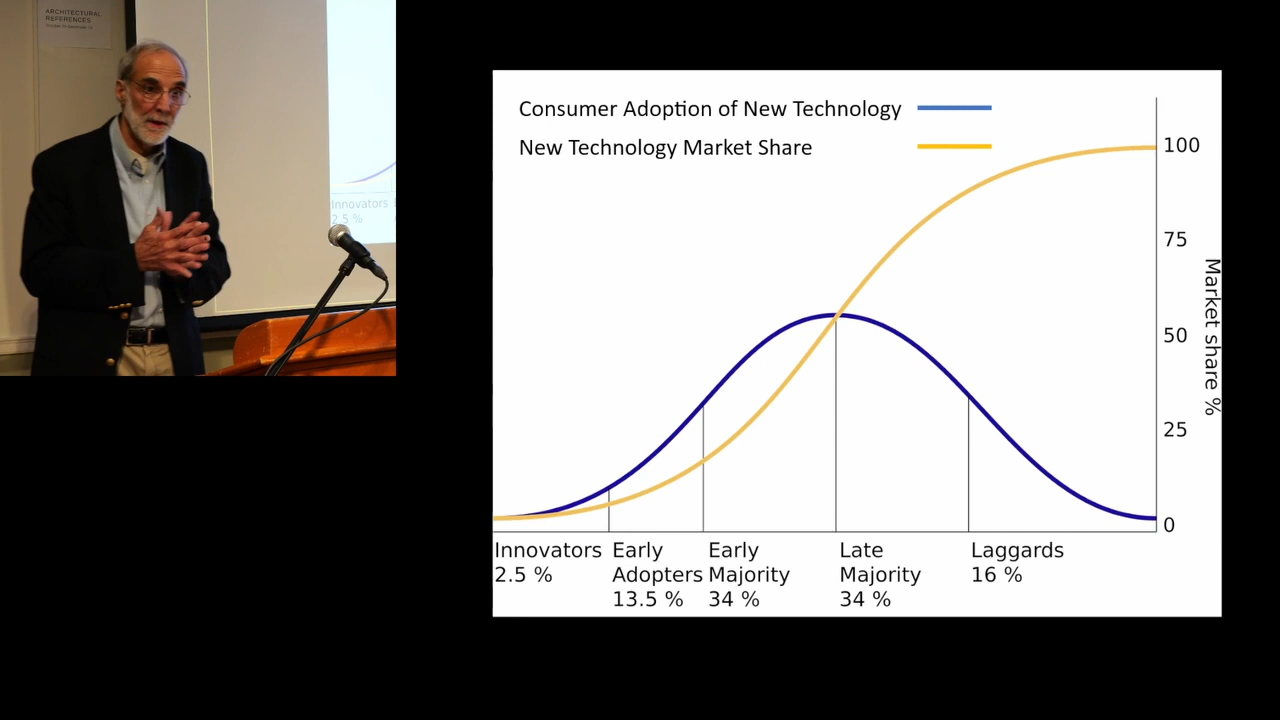 ARCHITECTURAL
REFERENCES
Innovators
2.5 %
Consumer Adoption of New Technology
New Technology Market Share
100
75
50
25
0
Market share %
Innovators
2.5 %
Early
Adopters
13.5 %
Early
Majority
34 %
Late
Majority
34 %
Laggards
16 %